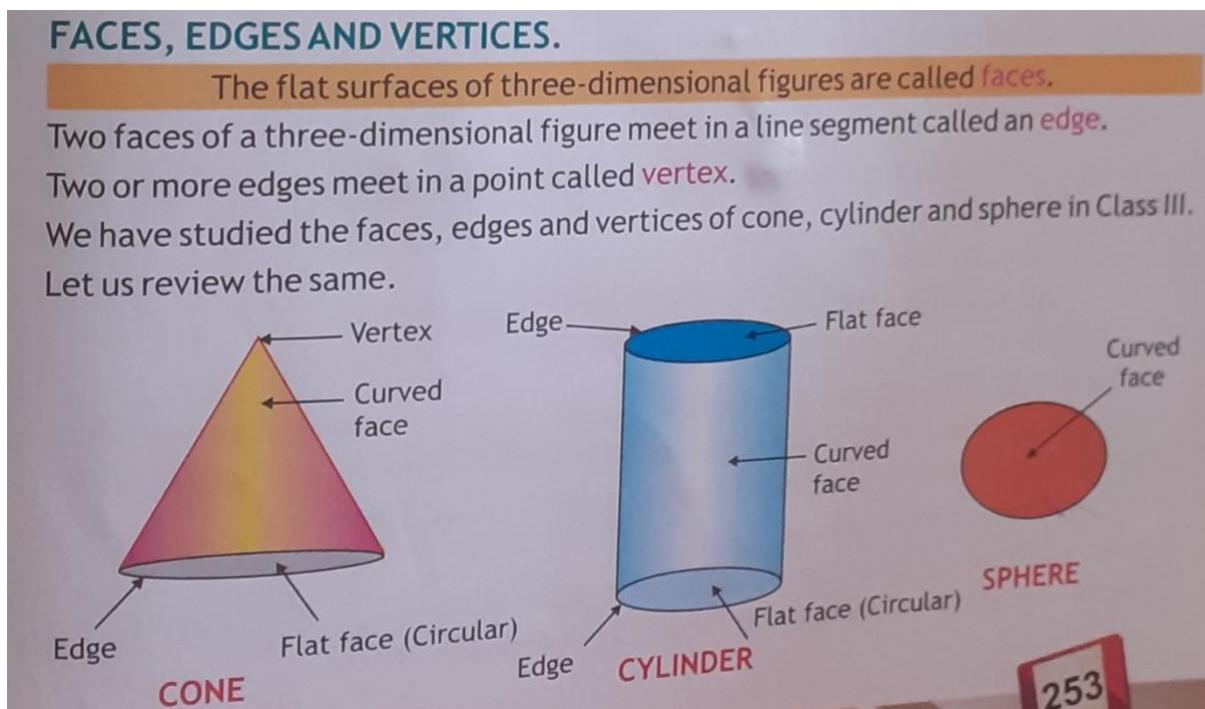 FACES, EDGES AND VERTICES.
The flat surfaces of three-dimensional figures are called faces.
Two faces of a three-dimensional figure meet in a line segment called an edge.
Two or more edges meet in a point called vertex.
We have studied the faces, edges and vertices of cone, cylinder and sphere in Class III.
Let us review the same.
Vertex
Curved
face
Edge
Flat face (Circular)
CONE
Edge
Flat face
Curved
face
Flat face (Circular)
Edge
CYLINDER
Curved
face
SPHERE
253